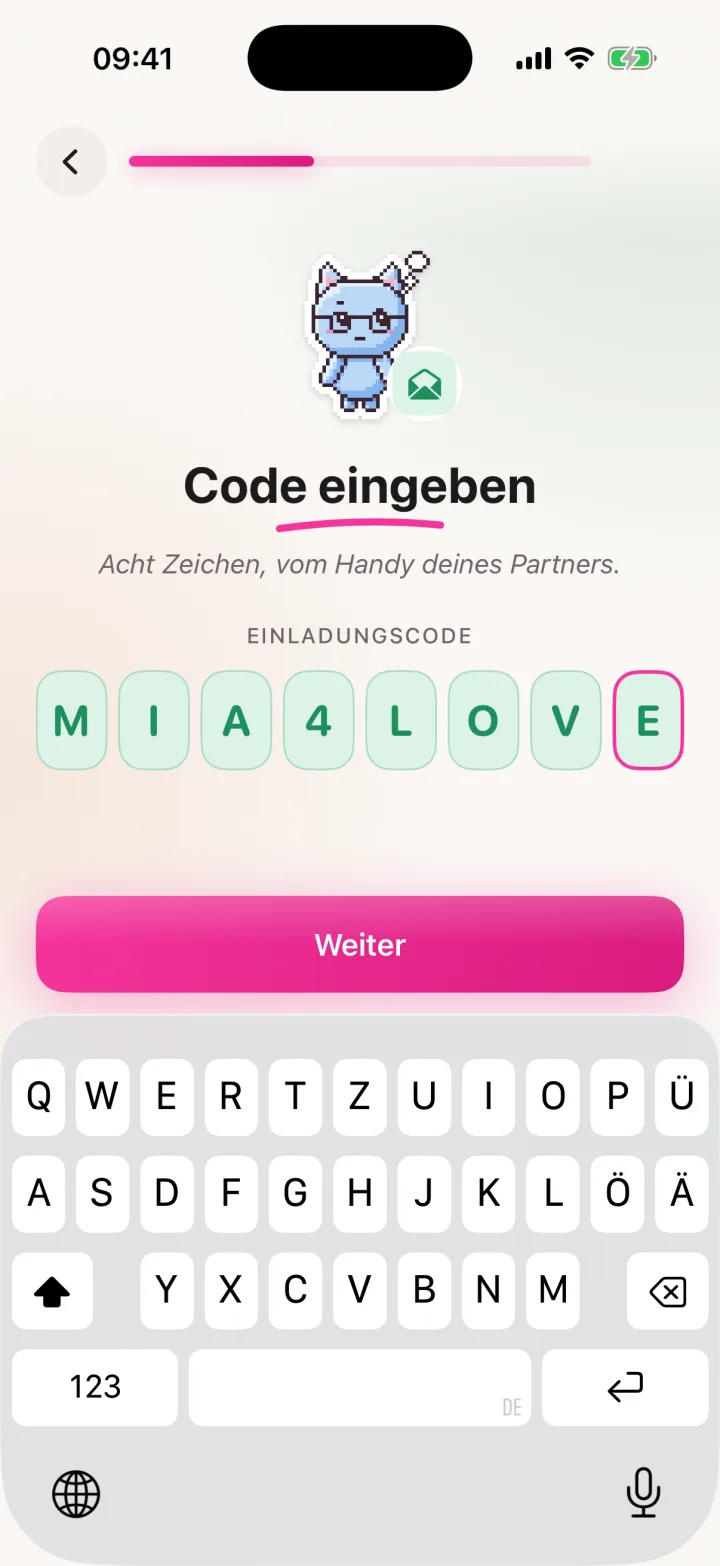 09:41
Code eingeben
Acht Zeichen, vom Handy deines Partners.
EINLADUNGSCODE
M I A 4 L O V E
Weiter
Q W E R T Z U I O P Ü
A S D F G H J K L Ö Ä
Y X C V B N M
123
DE